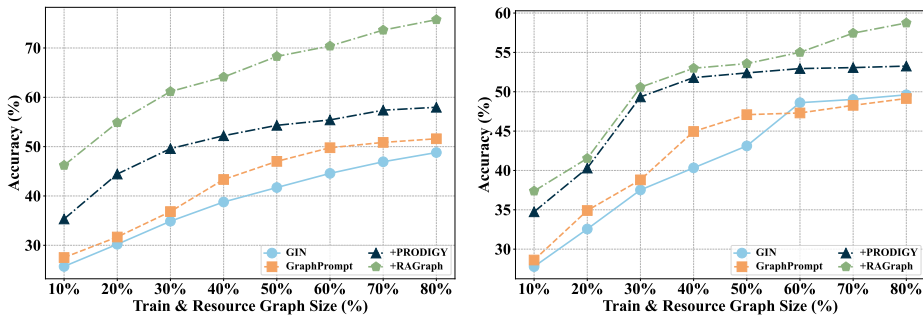 70
60
50
40
30
Accuracy (%)
GIN
GraphPrompt
+PRODIGY
+RAGraph
10% 20% 30% 40% 50% 60% 70% 80%
Train & Resource Graph Size (%)
60
55
50
45
40
35
30
Accuracy (%)
GIN
GraphPrompt
+PRODIGY
+RAGraph
10% 20% 30% 40% 50% 60% 70% 80%
Train & Resource Graph Size (%)